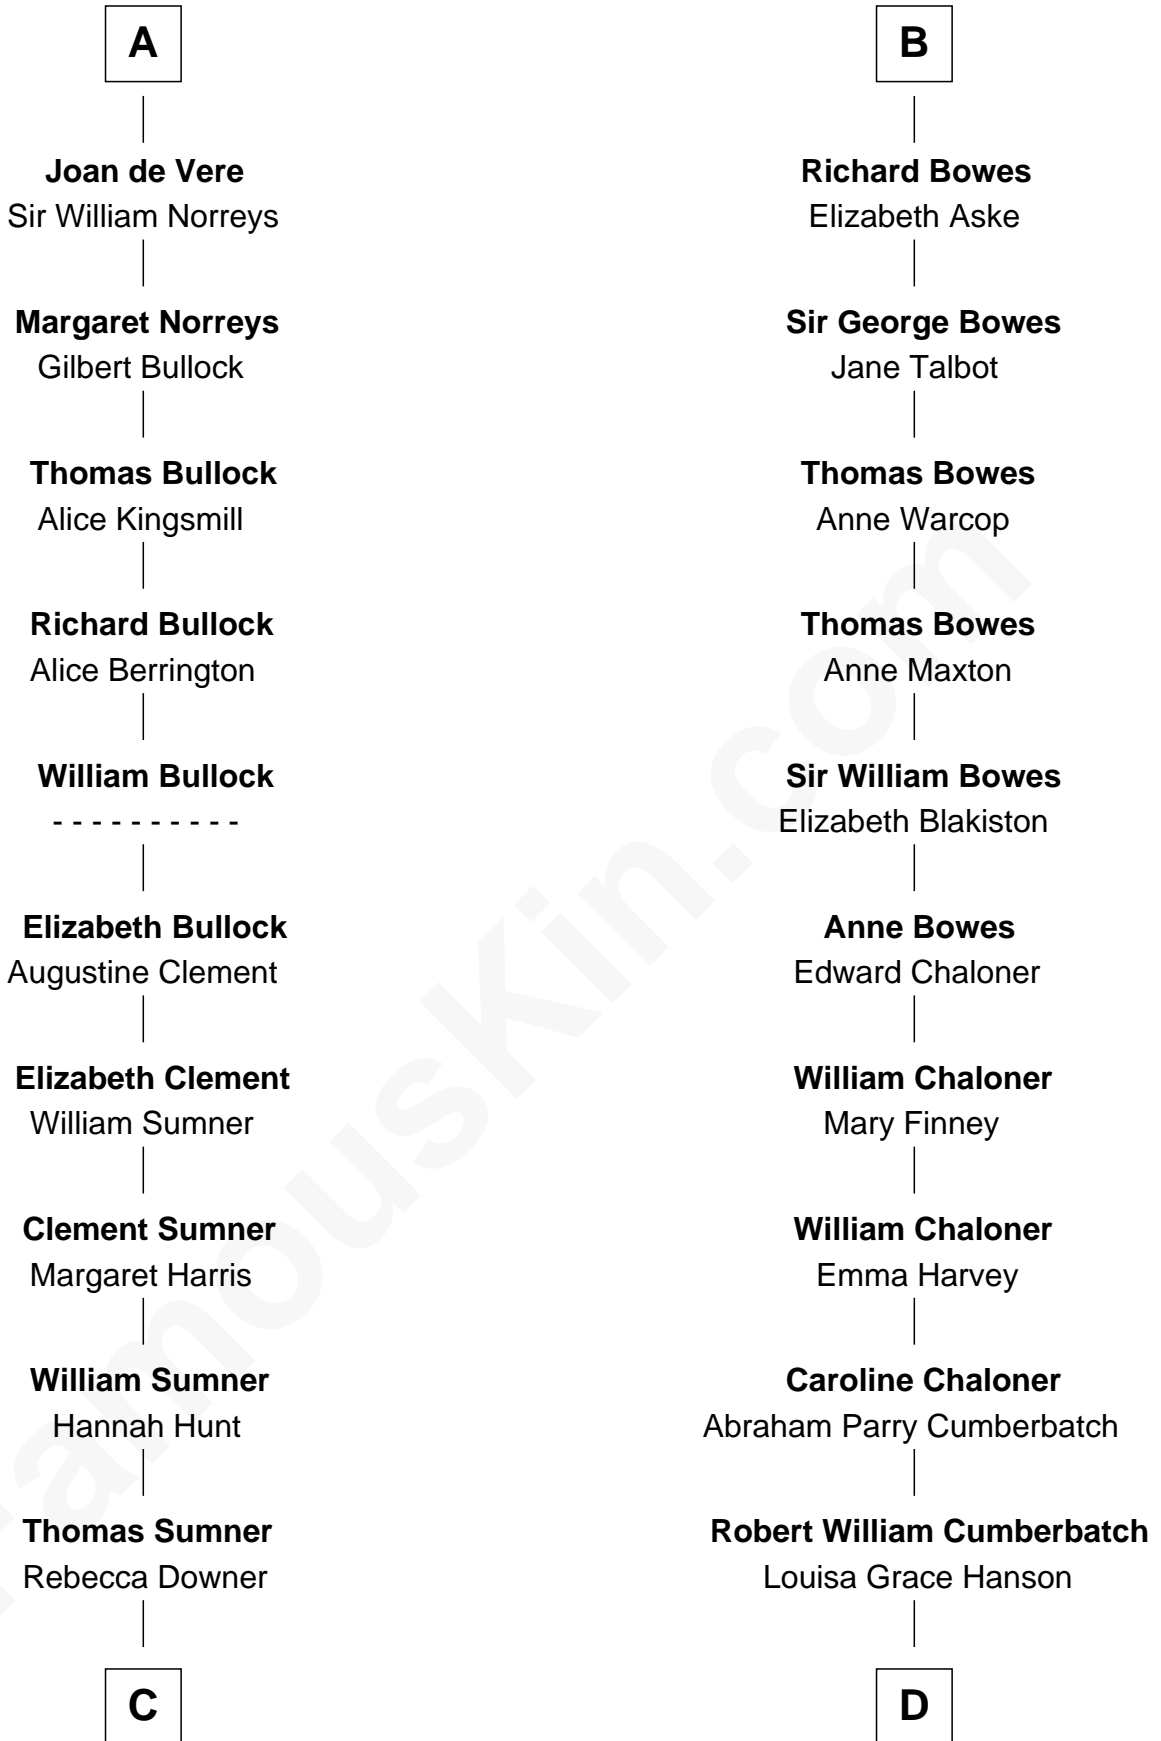 A
Joan de Vere
Sir William Norreys
Margaret Norreys
Gilbert Bullock
Thomas Bullock
Alice Kingsmill
Richard Bullock
Alice Berrington
William Bullock
- - - - - - - - - -
Elizabeth Bullock
Augustine Clement
Elizabeth Clement
William Sumner
Clement Sumner
Margaret Harris
William Sumner
Hannah Hunt
Thomas Sumner
Rebecca Downer
C
B
Richard Bowes
Elizabeth Aske
Sir George Bowes
Jane Talbot
Thomas Bowes
Anne Warcop
Thomas Bowes
Anne Maxton
Sir William Bowes
Elizabeth Blakiston
Anne Bowes
Edward Chaloner
William Chaloner
Mary Finney
William Chaloner
Emma Harvey
Caroline Chaloner
Abraham Parry Cumberbatch
Robert William Cumberbatch
Louisa Grace Hanson
D
FamousKin.com